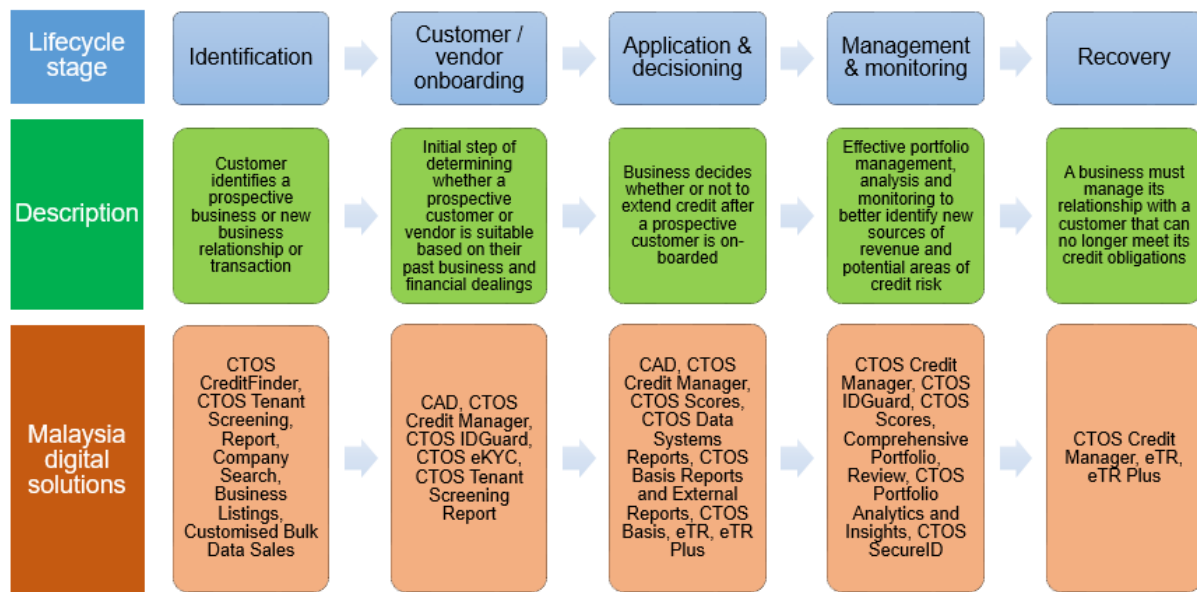 Lifecycle
stage
Identification
Customer /
vendor
onboarding
Application &
decisioning
Management
& monitoring
Recovery
Description
Customer
identifies a
prospective
business or new
business
relationship or
transaction
Initial step of
determining
whether a
prospective
customer or
vendor is suitable
based on their
past business and
financial dealings
Business decides
whether or not to
extend credit after
a prospective
customer is on-
boarded
Effective portfolio
management,
analysis and
monitoring to
better identify new
sources of
revenue and
potential areas of
credit risk
A business must
manage its
relationship with a
customer that can
no longer meet its
credit obligations
Malaysia
digital
solutions
CTOS
CreditFinder,
CTOS Tenant
Screening,
Report,
Company
Search,
Business
Listings,
Customised Bulk
Data Sales
CAD, CTOS
Credit Manager,
CTOS IDGuard,
CTOS eKYC,
CTOS Tenant
Screening
Report
CAD, CTOS
Credit Manager,
CTOS Scores,
CTOS Data
Systems
Reports, CTOS
Basis Reports
and External
Reports, CTOS
Basis, eTR, eTR
Plus
CTOS Credit
Manager, CTOS
IDGuard, CTOS
Scores,
Comprehensive
Portfolio,
Review, CTOS
Portfolio
Analytics and
Insights, CTOS
SecureID
CTOS Credit
Manager, eTR,
eTR Plus